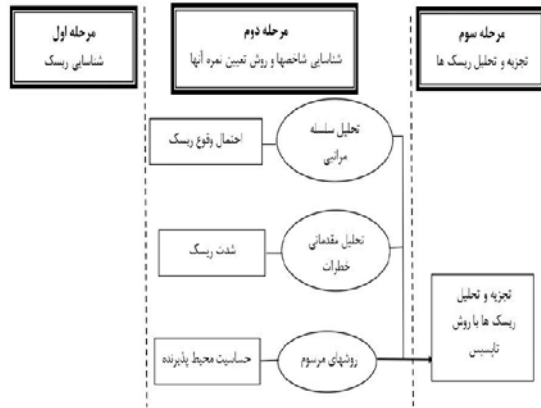 مرحله اول
شناسایی ریسک
مرحله دوم
شناسایی شاخصها و روش تعیین نمره آنها
مرحله سوم
تجزیه و تحلیل ریسک ها
احتمال وقوع ریسک
تحلیل سلسله
مراتبی
شدت ریسک
تحلیل مقدماتی
خطرات
حساسیت محیط پذیرنده
روشهای مرسوم
تجزیه و تحلیل
ریسک ها با روش
تاپسیس